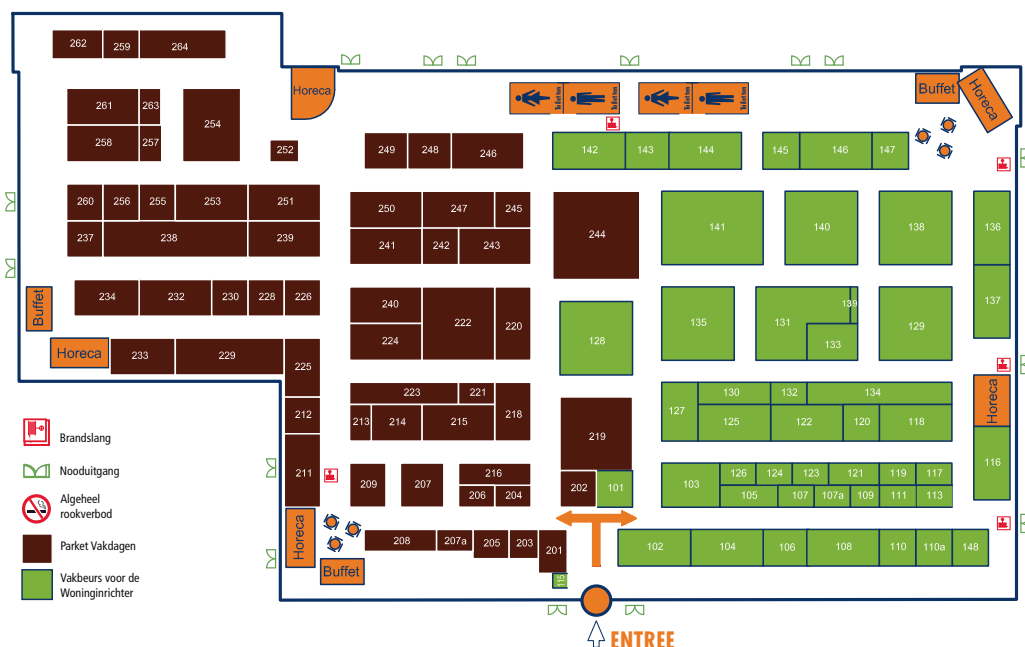 262 259 264
Horeca
Toiletten Toiletten Toiletten Toiletten
Buffet
Horeca
261 263
254
258 257
252
249 248 246
142 143 144 145 146 147
260 256 255 253 251
250 247 245
244
141 140 138 136
237 238 239
241 242 243
137
234 232 230 228 226
Buffet
240 222 220
224
128
135 131 139
133
129
Horeca
233 229 225
223 221 218
213 214 215
212
219
127 130 132 134
125 122 120 118
Horeca
116
211
209 207 216
206 204
202 101
103 126 124 123 121 119 117
105 107 107a 109 111 113
Horeca
Buffet
208 207a 205 203 201
115
102 104 106 108 110 110a 148
Brandslang
Nooduitgang
Algeheel
rookverbod
Parket Vakdagen
Vakbeurs voor de
Woninginrichter
ENTREE